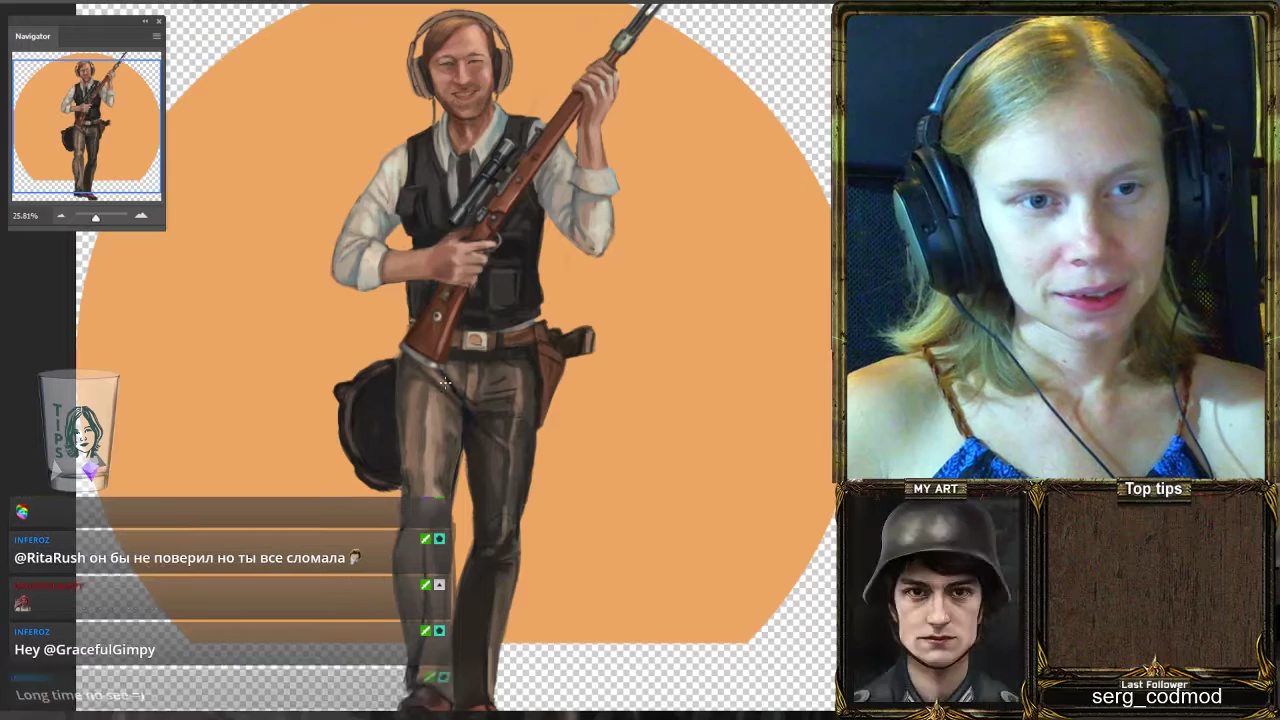 Navigator
25.81%
TIPS
INFEROZ
@RitaRush он бы не поверил но ты все сломала
INFEROZ
Hey @GracefulGimpy
Long time no see =)
MY ART
Top tips
Last Follower
serg_codmod